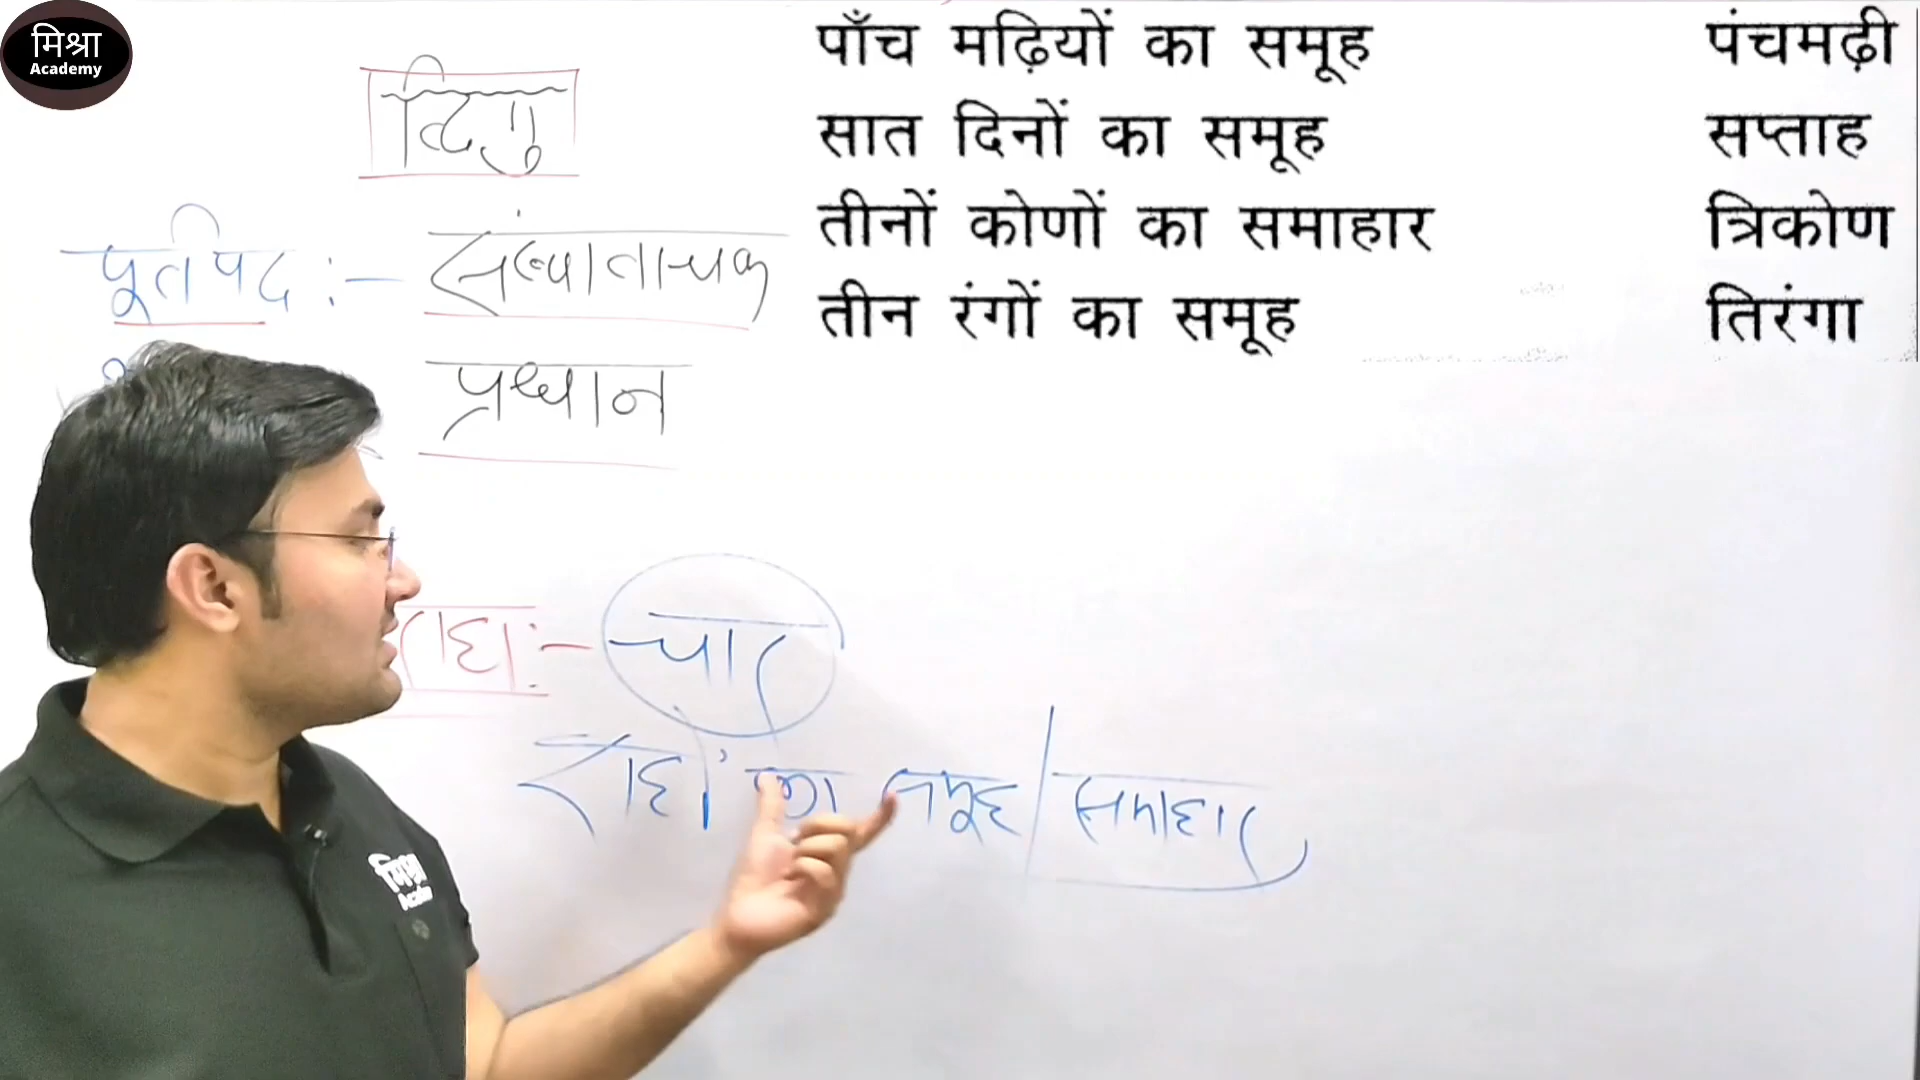 मिश्रा
Academy
द्विगु
पूर्वपद :- संख्यावाचक
प्रधान
पाँच मढ़ियों का समूह पंचमढ़ी
सात दिनों का समूह सप्ताह
तीनों कोणों का समाहार त्रिकोण
तीन रंगों का समूह तिरंगा
राहा :- चार
राहों का समूह / समाहार
मिश्रा